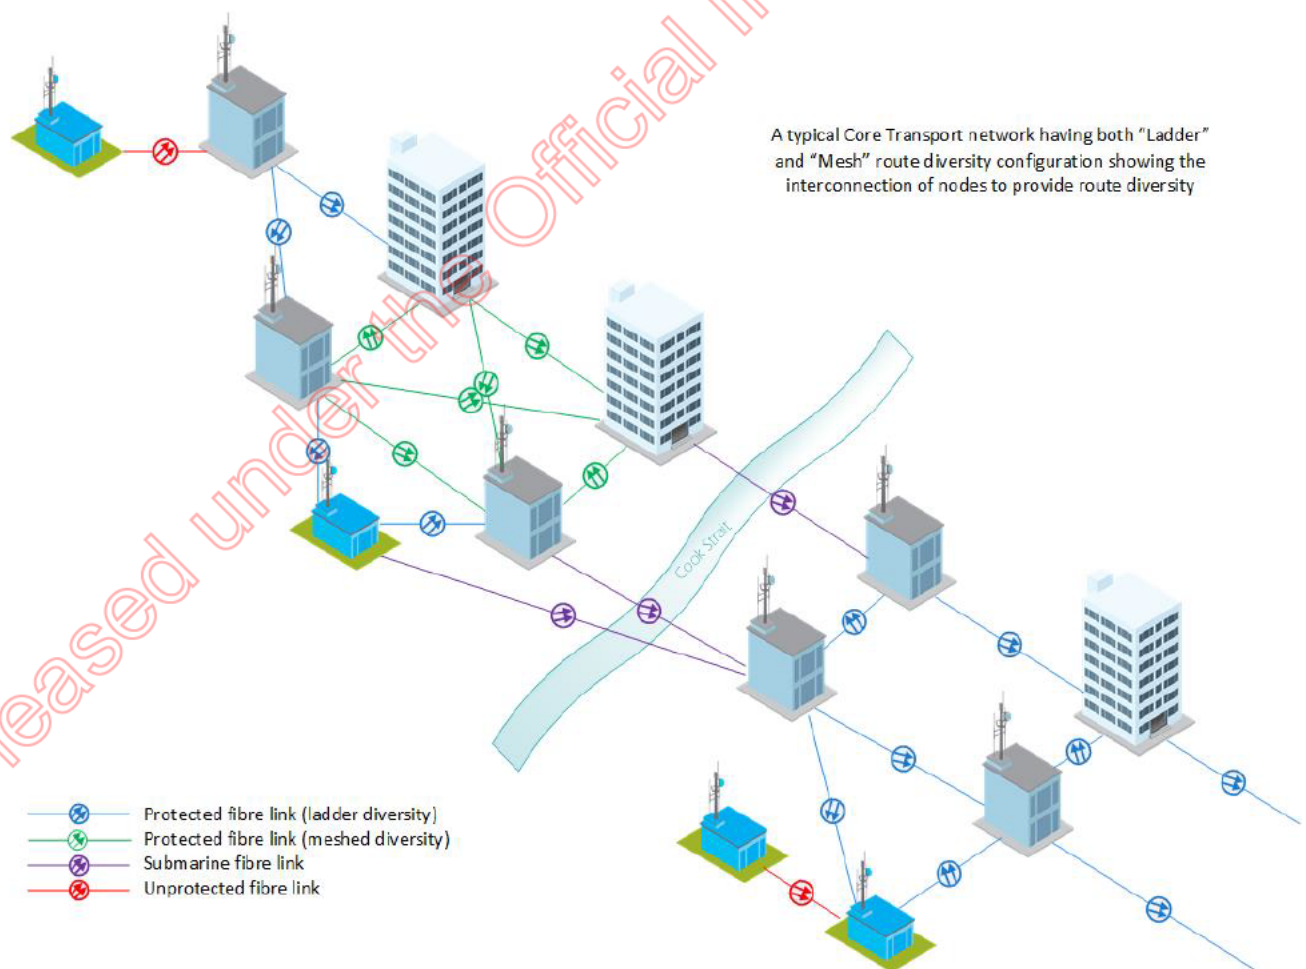 A typical Core Transport network having both “Ladder”
and “Mesh” route diversity configuration showing the
interconnection of nodes to provide route diversity
Cook Strait
Protected fibre link (ladder diversity)
Protected fibre link (meshed diversity)
Submarine fibre link
Unprotected fibre link
eased under the Official I